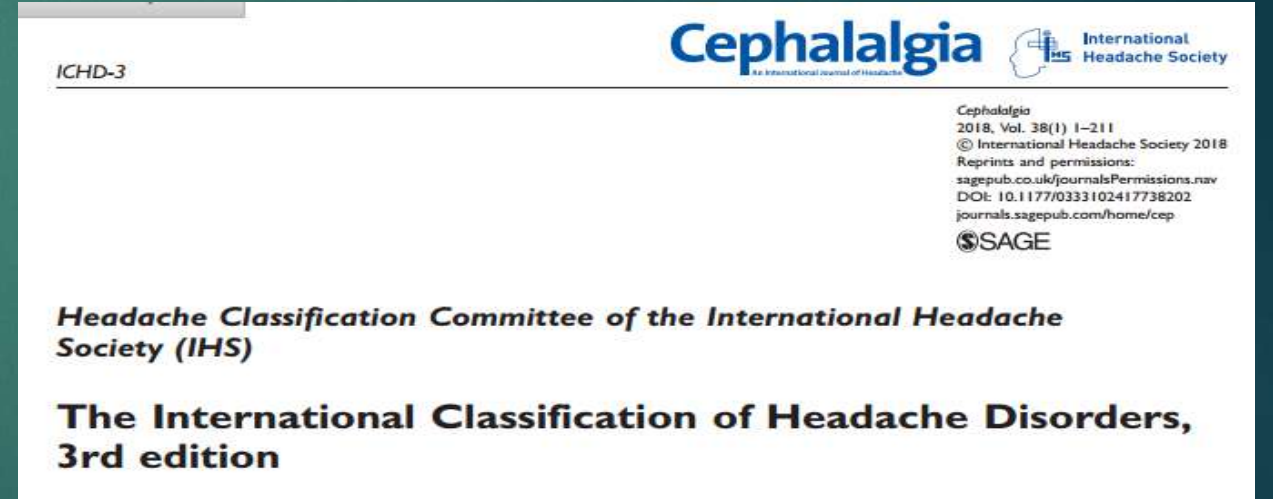 Cephalalgia
An International Journal of Headache
IHS
International
Headache Society
ICHD-3
Cephalalgia
2018, Vol. 38(1) 1–211
© International Headache Society 2018
Reprints and permissions:
sagepub.co.uk/journalsPermissions.nav
DOI: 10.1177/0333102417738202
journals.sagepub.com/home/cep
SAGE
Headache Classification Committee of the International Headache
Society (IHS)
The International Classification of Headache Disorders,
3rd edition